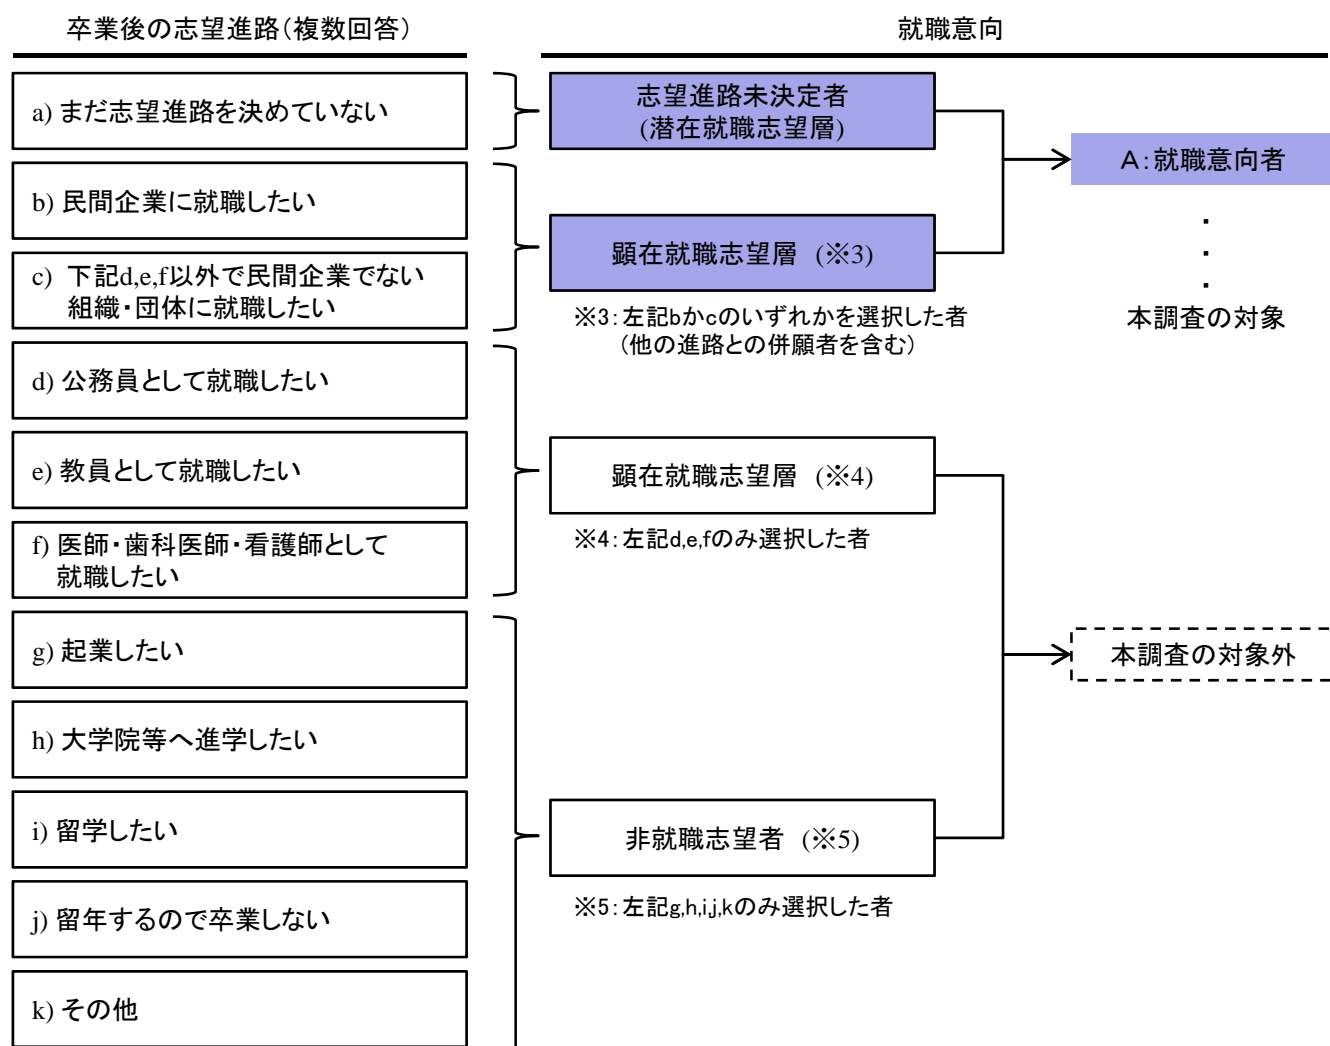 卒業後の志望進路(複数回答)
就職意向
a) まだ志望進路を決めていない
b) 民間企業に就職したい
c) 下記d,e,f以外で民間企業でない
組織・団体に就職したい
d) 公務員として就職したい
e) 教員として就職したい
f) 医師・歯科医師・看護師として
就職したい
g) 起業したい
h) 大学院等へ進学したい
i) 留学したい
j) 留年するので卒業しない
k) その他
志望進路未決定者
(潜在就職志望層)
顕在就職志望層 (※3)
※3:左記bかcのいずれかを選択した者
(他の進路との併願者を含む)
顕在就職志望層 (※4)
※4:左記d,e,fのみ選択した者
非就職志望者 (※5)
※5:左記g,h,i,j,kのみ選択した者
A:就職意向者
・
・
・
本調査の対象
本調査の対象外